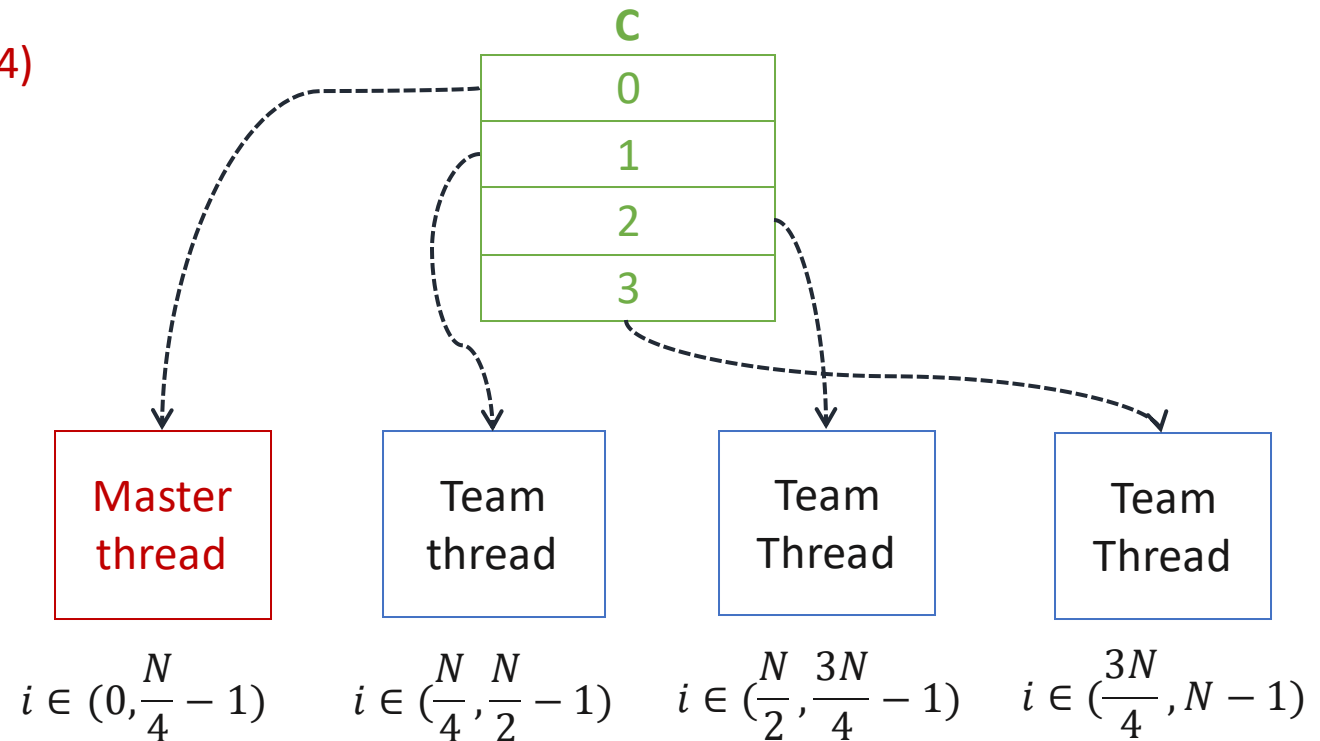 4)
C
0
1
2
3
Master
thread
Team
thread
Team
Thread
Team
Thread
i ∈ (0, N/4 − 1)
i ∈ (N/4, N/2 − 1)
i ∈ (N/2, 3N/4 − 1)
i ∈ (3N/4, N − 1)